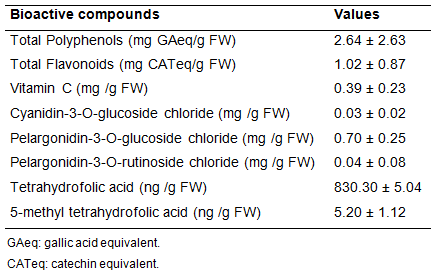 Bioactive compounds Values
Total Polyphenols (mg GAeq/g FW) 2.64 ± 2.63
Total Flavonoids (mg CATeq/g FW) 1.02 ± 0.87
Vitamin C (mg /g FW) 0.39 ± 0.23
Cyanidin-3-O-glucoside chloride (mg /g FW) 0.03 ± 0.02
Pelargonidin-3-O-glucoside chloride (mg /g FW) 0.70 ± 0.25
Pelargonidin-3-O-rutinoside chloride (mg /g FW) 0.04 ± 0.08
Tetrahydrofolic acid (ng /g FW) 830.30 ± 5.04
5-methyl tetrahydrofolic acid (ng /g FW) 5.20 ± 1.12
GAeq: gallic acid equivalent.
CATeq: catechin equivalent.